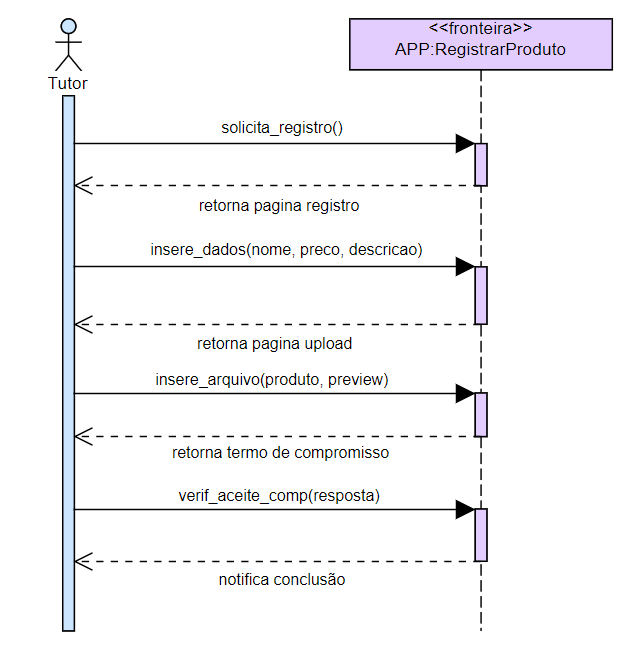 <<fronteira>>
APP:RegistrarProduto
Tutor
solicita_registro()
retorna pagina registro
insere_dados(nome, preco, descricao)
retorna pagina upload
insere_arquivo(produto, preview)
retorna termo de compromisso
verif_aceite_comp(resposta)
notifica conclusão